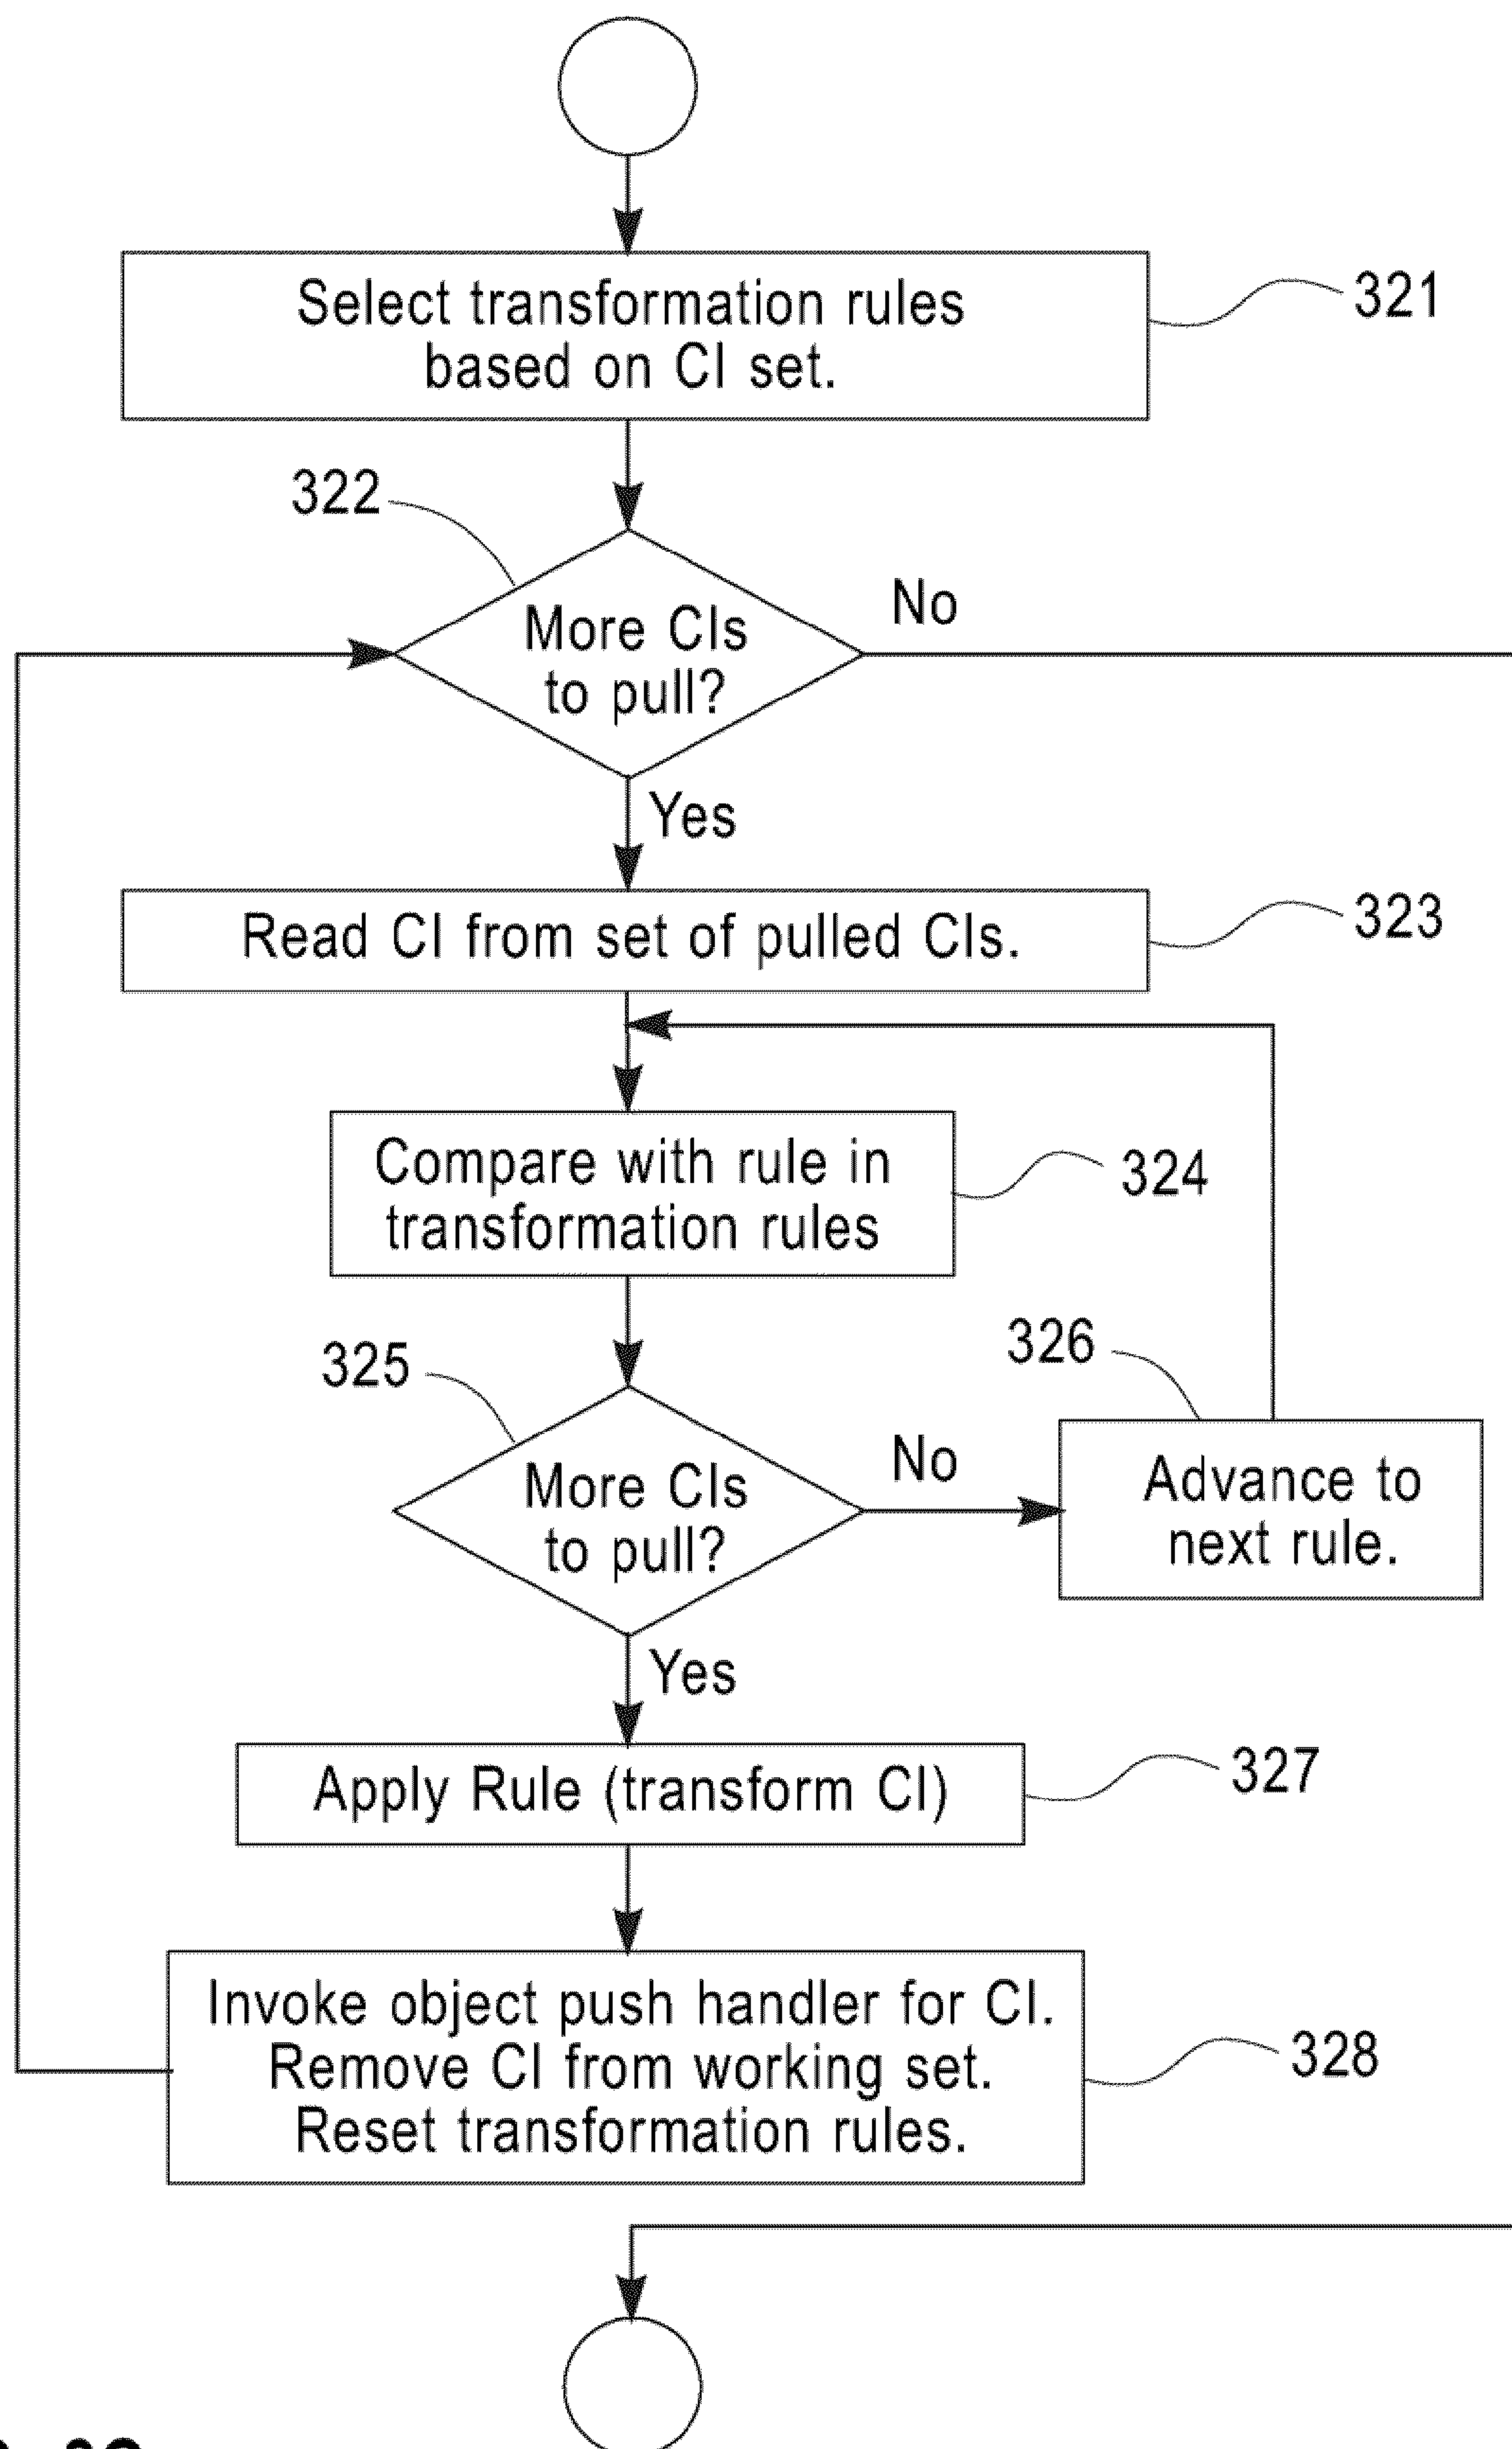 Select transformation rules
based on CI set.
321
322
More CIs
to pull?
No
Yes
Read CI from set of pulled CIs.
323
Compare with rule in
transformation rules
324
325
More CIs
to pull?
No
326
Advance to
next rule.
Yes
Apply Rule (transform CI)
327
Invoke object push handler for CI.
Remove CI from working set.
Reset transformation rules.
328